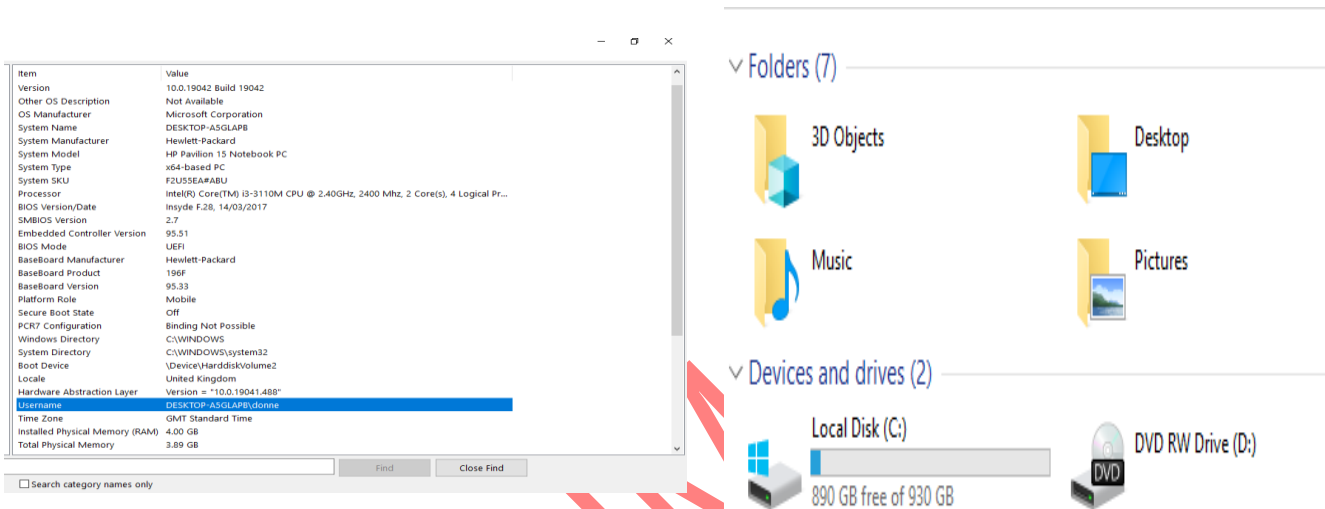 Item Value
Version 10.0.19042 Build 19042
Other OS Description Not Available
OS Manufacturer Microsoft Corporation
System Name DESKTOP-A5GLAPB
System Manufacturer Hewlett-Packard
System Model HP Pavilion 15 Notebook PC
System Type x64-based PC
System SKU F2U55EA#ABU
Processor Intel(R) Core(TM) i3-3110M CPU @ 2.40GHz, 2400 Mhz, 2 Core(s), 4 Logical Pr...
BIOS Version/Date Insyde F.28, 14/03/2017
SMBIOS Version 2.7
Embedded Controller Version 95.51
BIOS Mode UEFI
BaseBoard Manufacturer Hewlett-Packard
BaseBoard Product 196F
BaseBoard Version 95.33
Platform Role Mobile
Secure Boot State Off
PCR7 Configuration Binding Not Possible
Windows Directory C:\WINDOWS
System Directory C:\WINDOWS\system32
Boot Device \Device\HarddiskVolume2
Locale United Kingdom
Hardware Abstraction Layer Version = "10.0.19041.488"
Username DESKTOP-A5GLAPB\donne
Time Zone GMT Standard Time
Installed Physical Memory (RAM) 4.00 GB
Total Physical Memory 3.89 GB
Find Close Find
Search category names only
Folders (7)
3D Objects Desktop
Music Pictures
Devices and drives (2)
Local Disk (C:)
890 GB free of 930 GB
DVD RW Drive (D:)
DVD